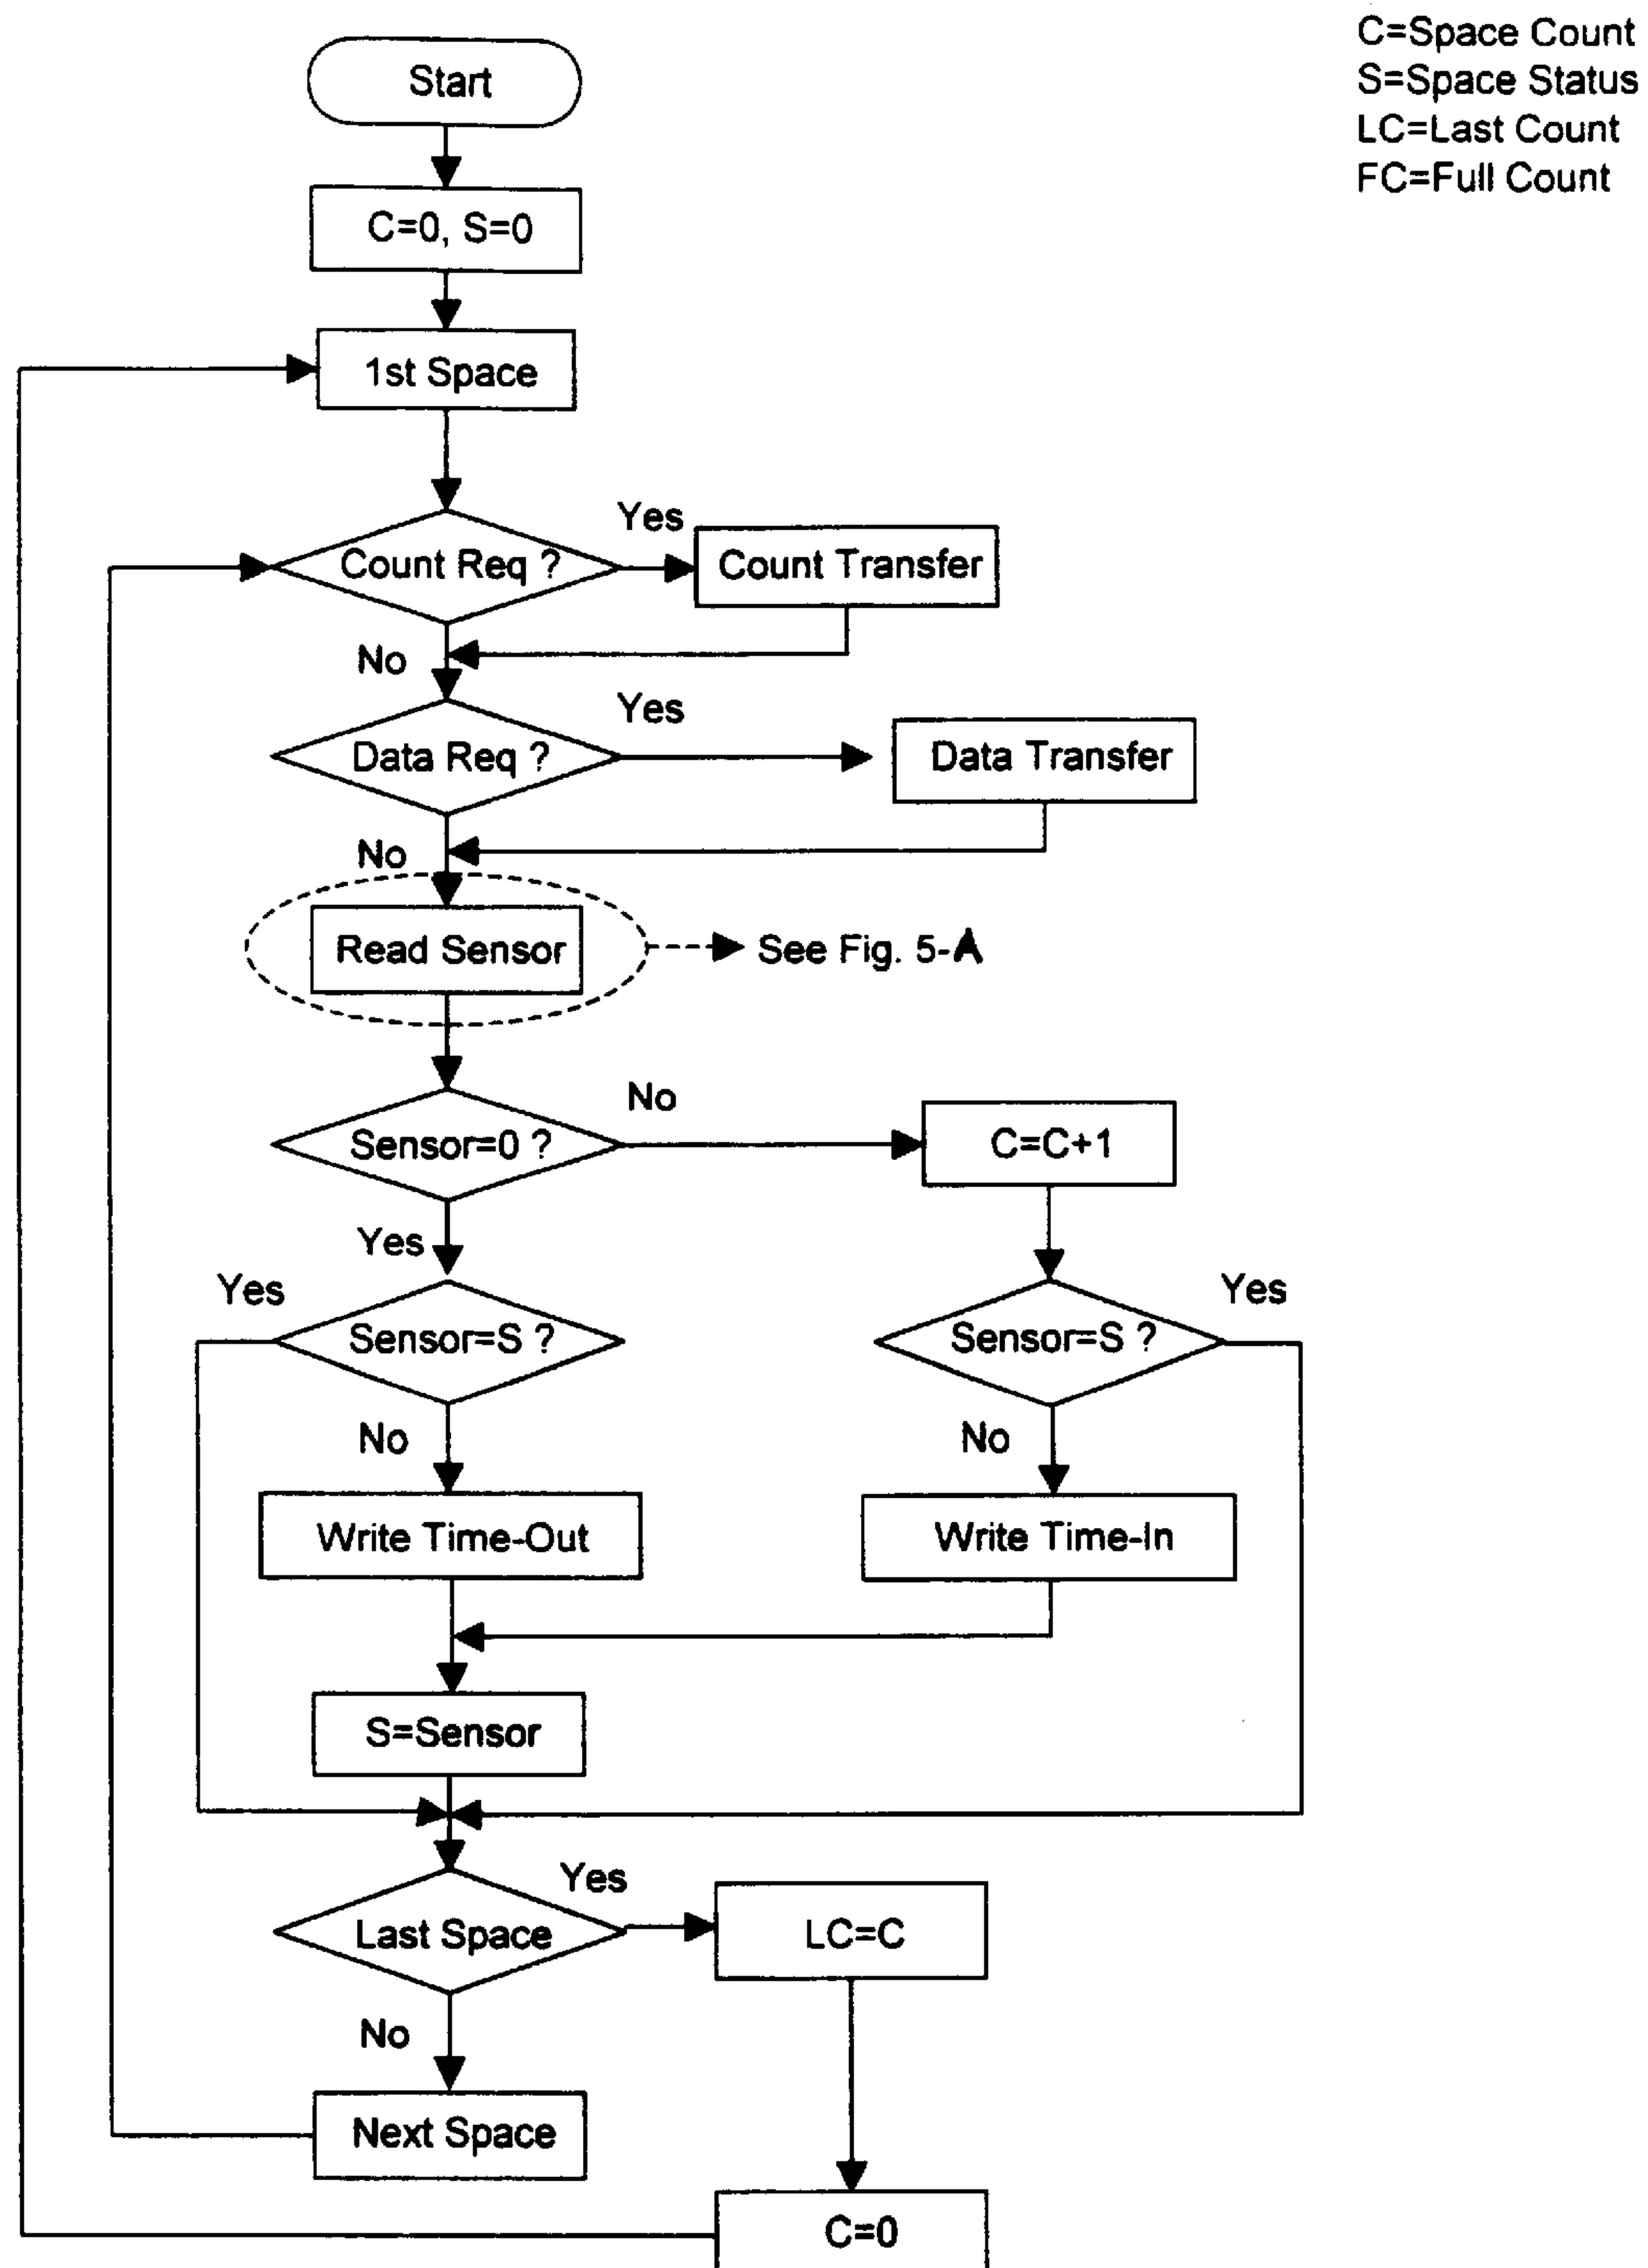 C=Space Count
S=Space Status
LC=Last Count
FC=Full Count
Start
C=0, S=0
1st Space
Count Req ?
Yes
Count Transfer
No
Data Req ?
Yes
Data Transfer
No
Read Sensor
See Fig. 5-A
Sensor=0 ?
No
C=C+1
Yes
Yes
Sensor=S ?
Sensor=S ?
Yes
No
No
Write Time-Out
Write Time-In
S=Sensor
Last Space
Yes
LC=C
No
Next Space
C=0